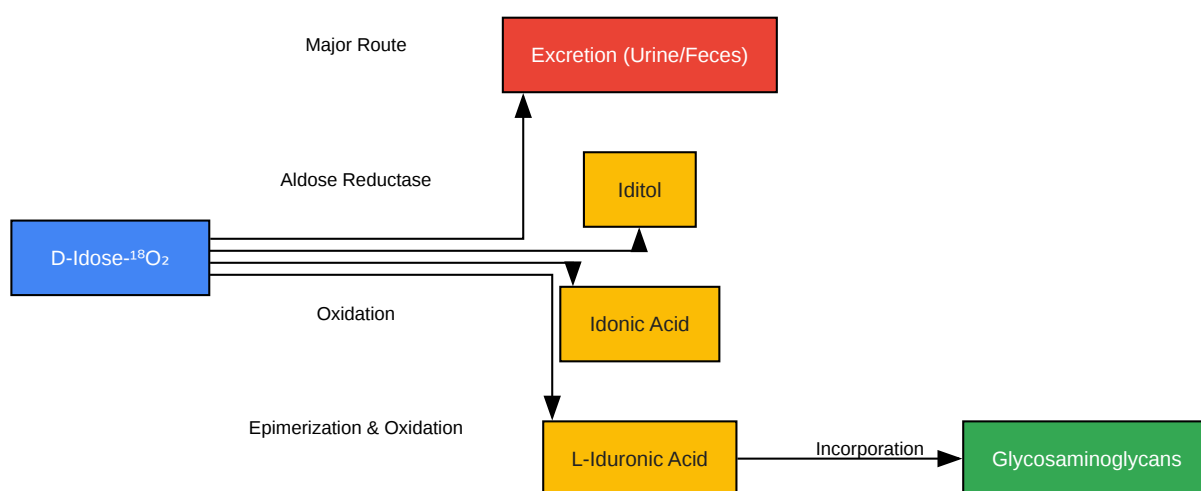 Major Route
Excretion (Urine/Feces)
Aldose Reductase
Iditol
D-Idose-¹⁸O₂
Oxidation
Idonic Acid
Epimerization & Oxidation
L-Iduronic Acid
Incorporation
Glycosaminoglycans